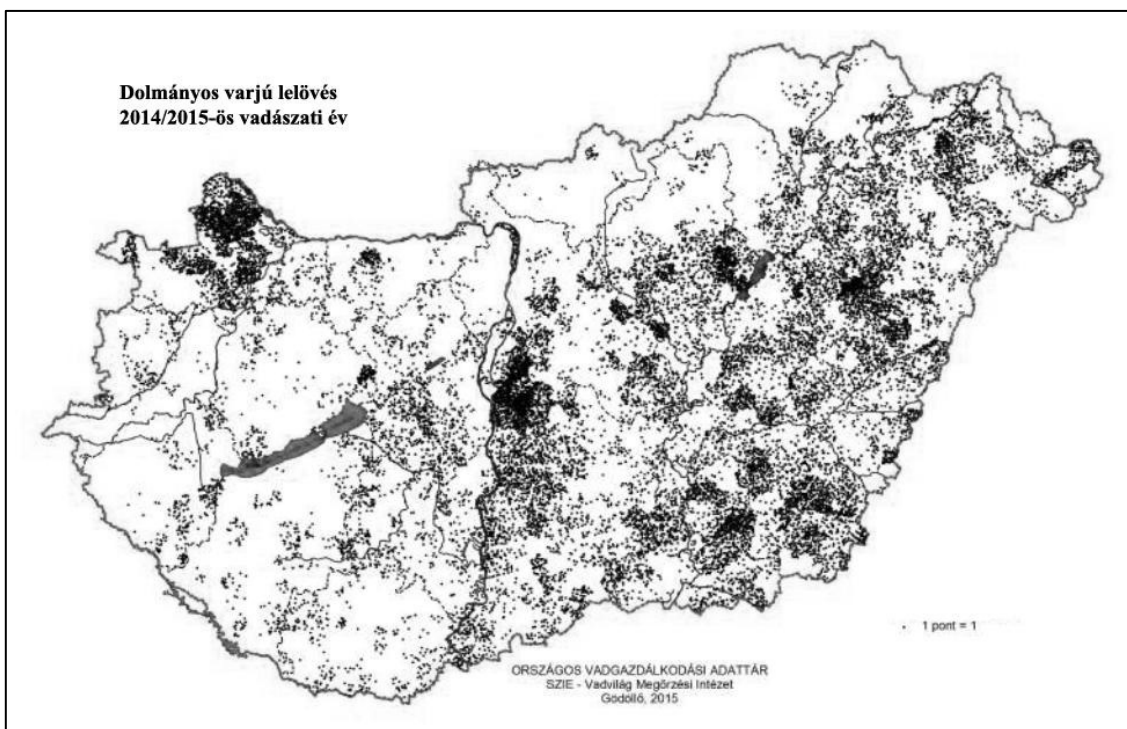 Dolmányos varjú lelövés
2014/2015-ös vadászati év
. 1 pont = 1
ORSZÁGOS VADGAZDÁLKODÁSI ADATTÁR
SZIE - Vadvilág Megőrzési Intézet
Gödöllő, 2015